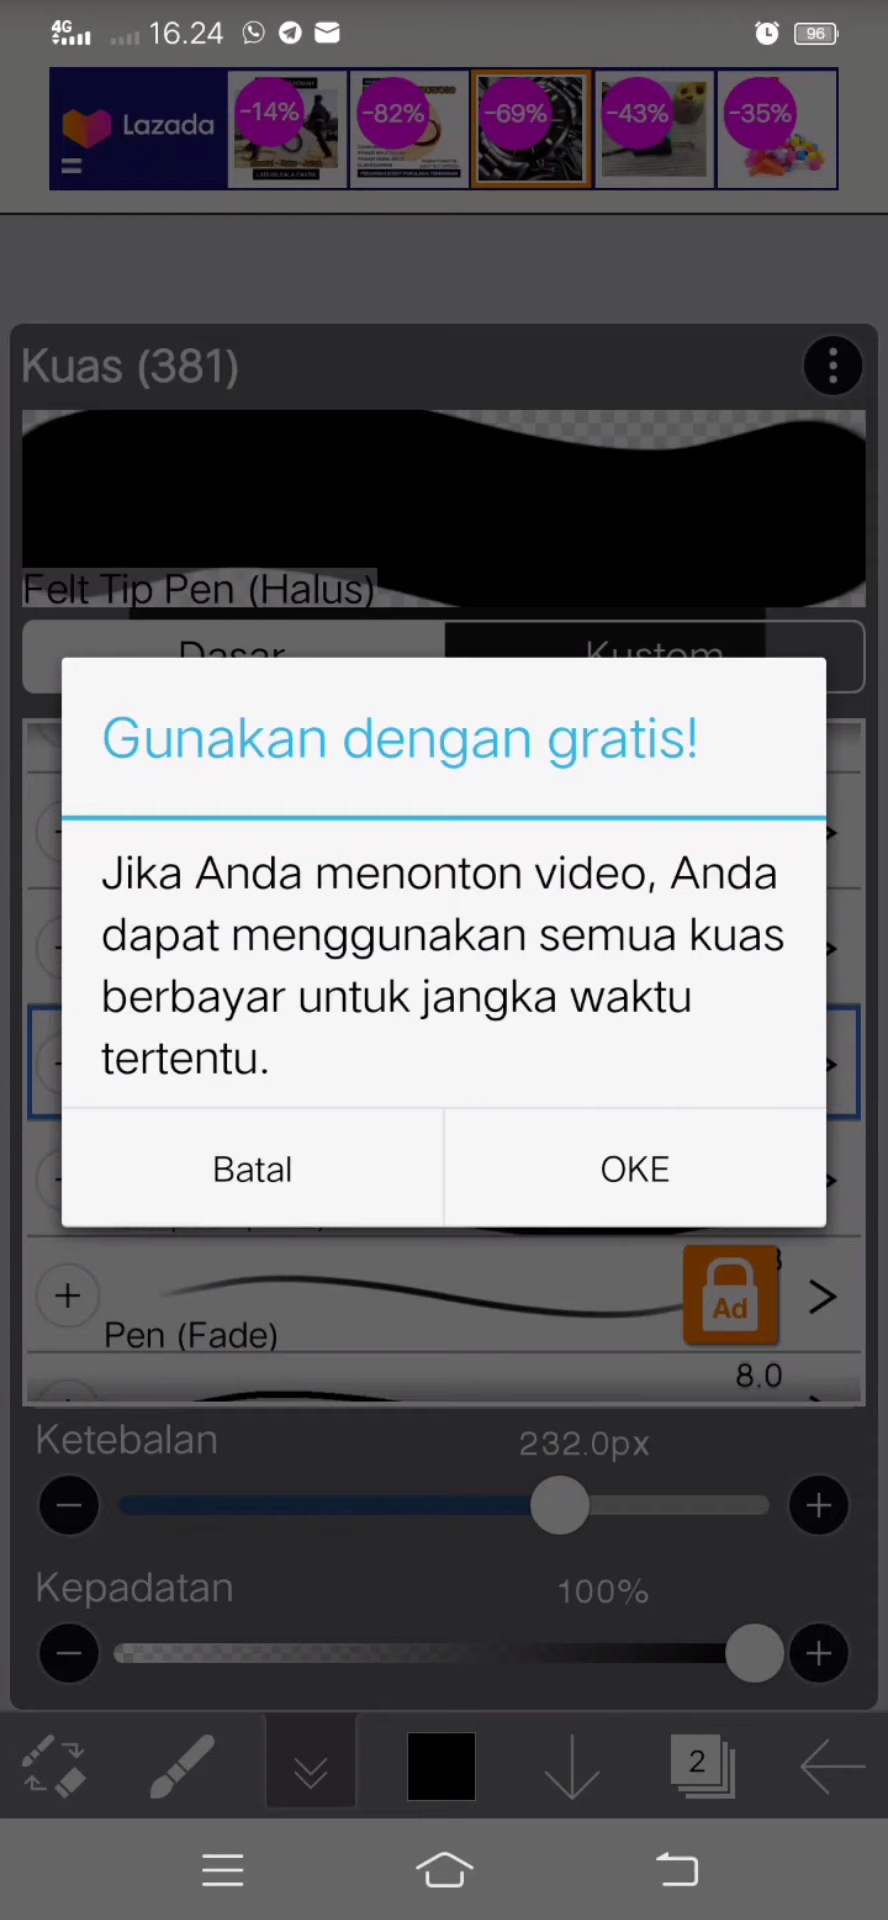 4G 16.24 96
Lazada -14% -82% -69% -43% -35%
Kuas (381)
Felt Tip Pen (Halus)
Dasar Kustom
Gunakan dengan gratis!
Jika Anda menonton video, Anda
dapat menggunakan semua kuas
berbayar untuk jangka waktu
tertentu.
Batal OKE
Ad
Pen (Fade)
8.0
Ketebalan 232.0px
Kepadatan 100%
2